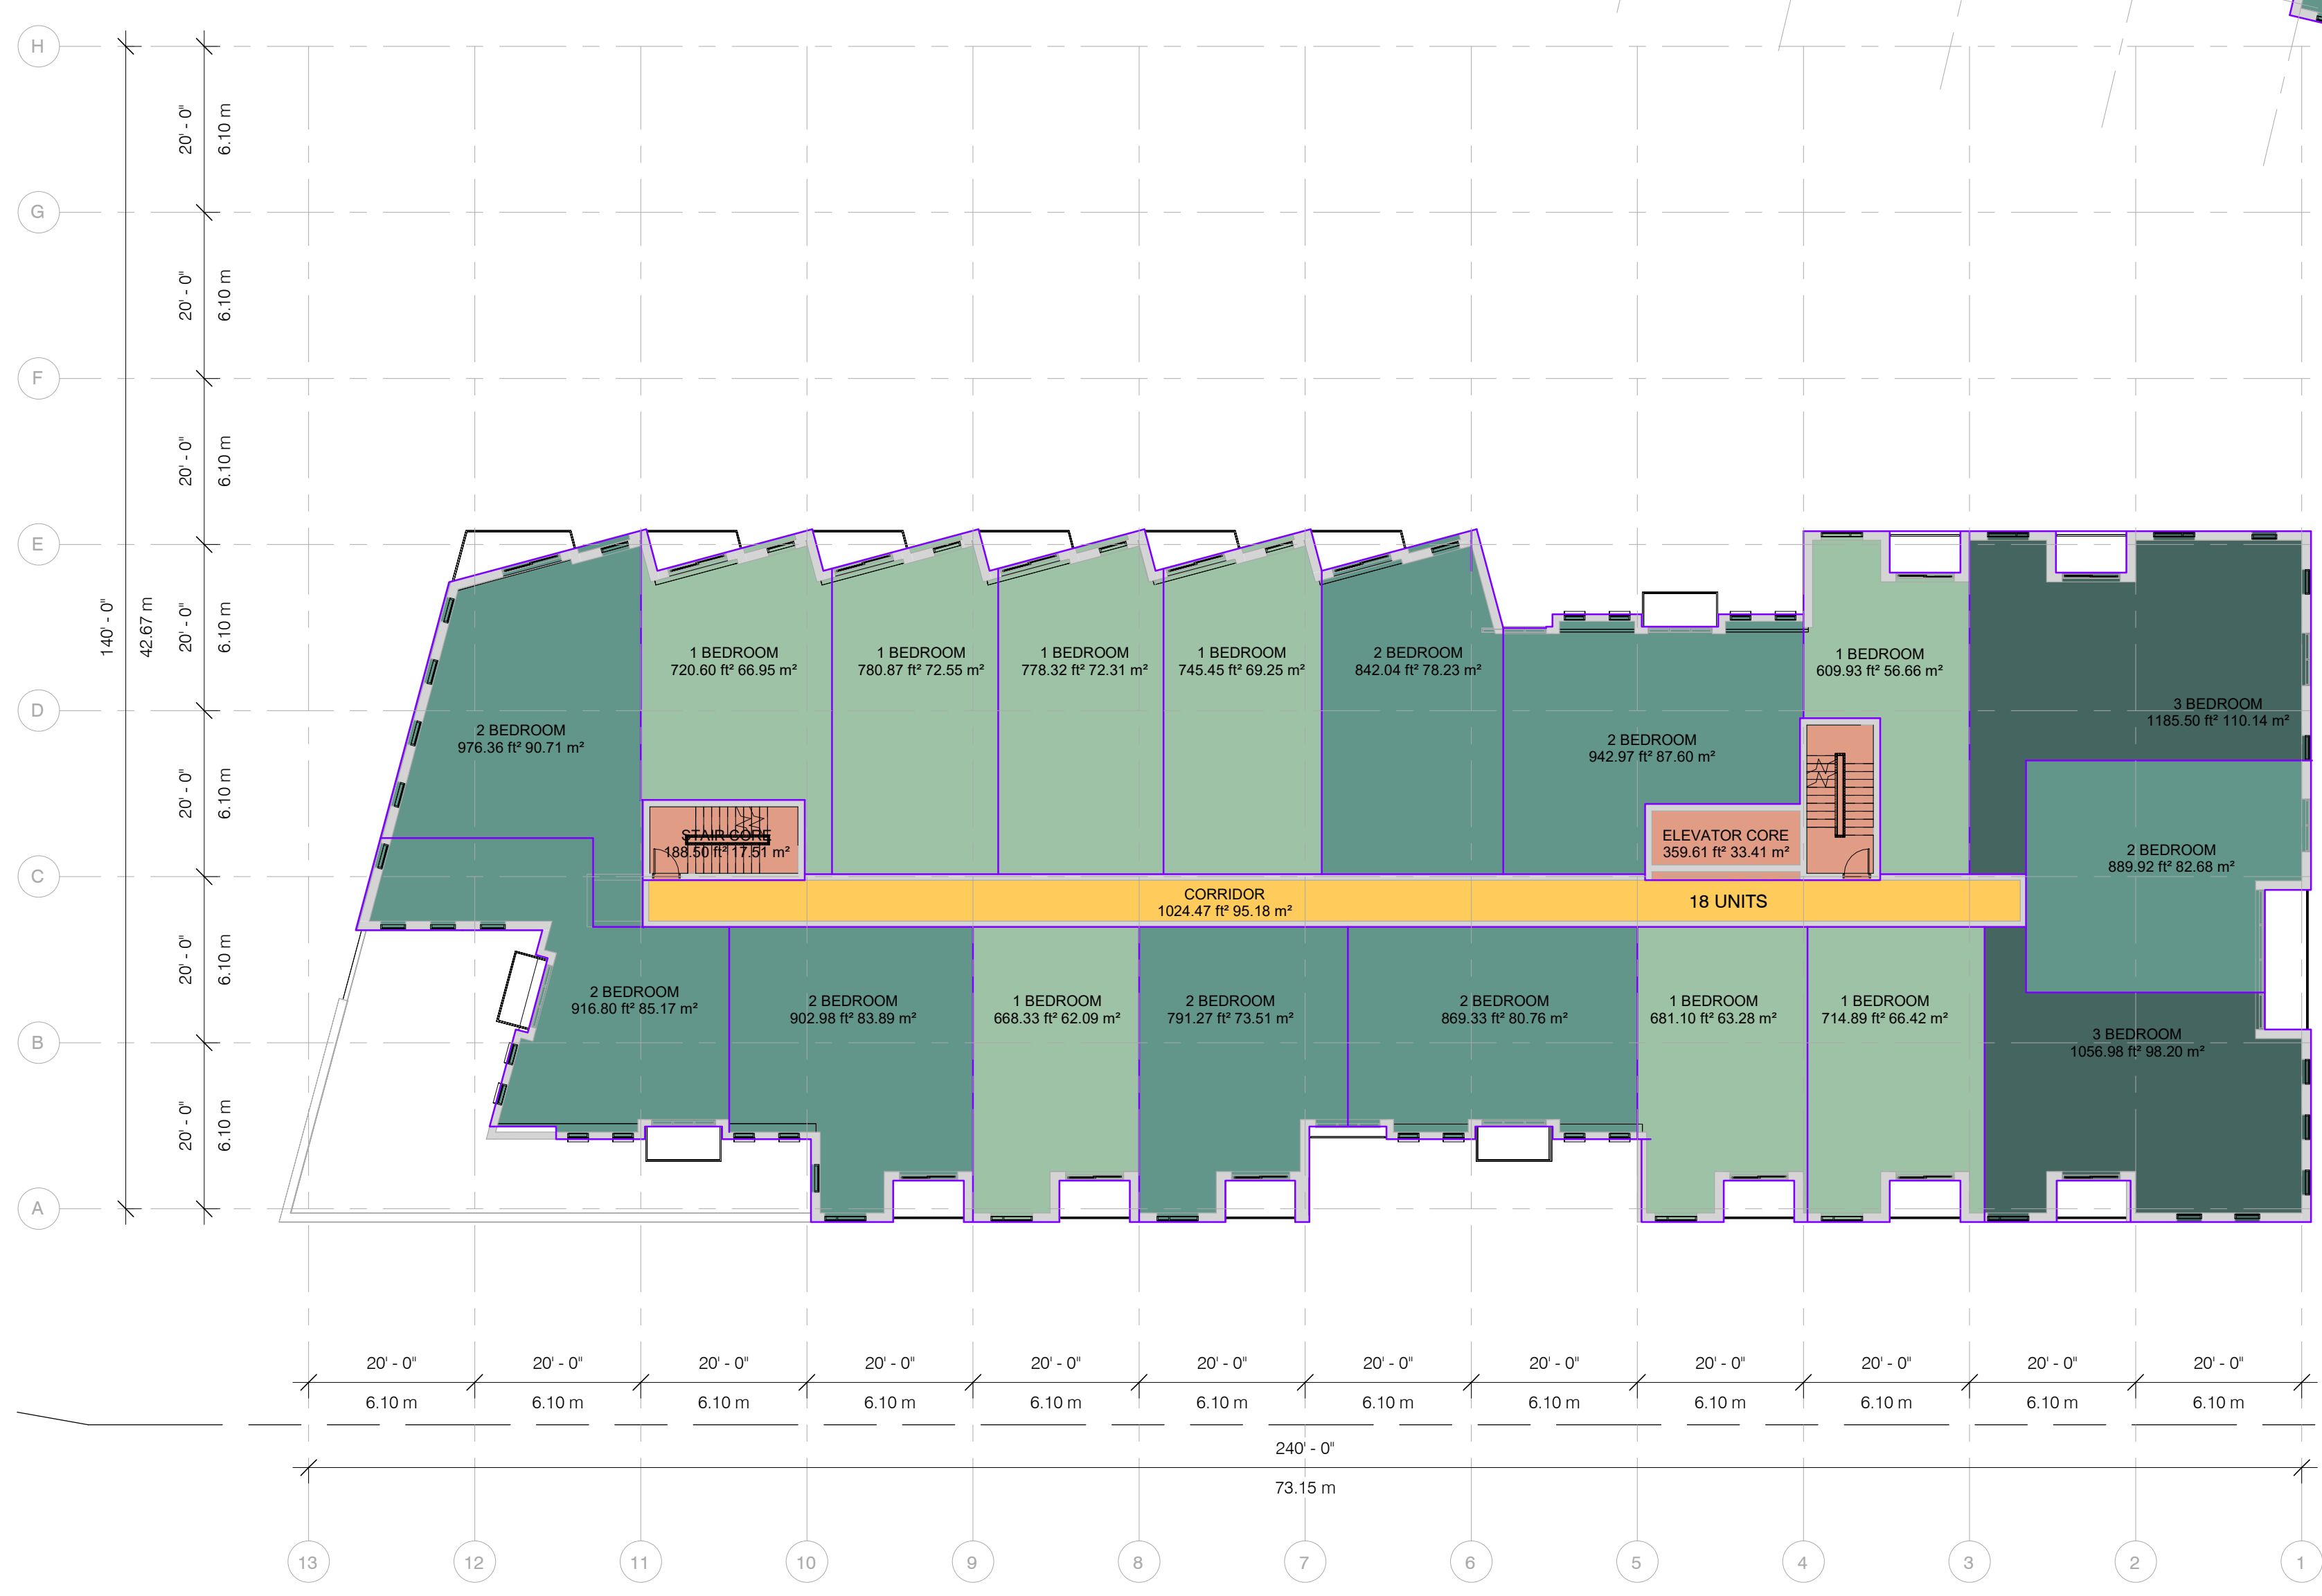 H
G
F
E
D
C
B
A
20' - 0"
6.10 m
20' - 0"
6.10 m
20' - 0"
6.10 m
20' - 0"
6.10 m
20' - 0"
6.10 m
20' - 0"
6.10 m
20' - 0"
6.10 m
140' - 0"
42.67 m
2 BEDROOM
976.36 ft² 90.71 m²
1 BEDROOM
720.60 ft² 66.95 m²
1 BEDROOM
780.87 ft² 72.55 m²
1 BEDROOM
778.32 ft² 72.31 m²
1 BEDROOM
745.45 ft² 69.25 m²
2 BEDROOM
842.04 ft² 78.23 m²
2 BEDROOM
942.97 ft² 87.60 m²
1 BEDROOM
609.93 ft² 56.66 m²
3 BEDROOM
1185.50 ft² 110.14 m²
STAIR CORE
188.50 ft² 17.51 m²
ELEVATOR CORE
359.61 ft² 33.41 m²
2 BEDROOM
889.92 ft² 82.68 m²
CORRIDOR
1024.47 ft² 95.18 m²
18 UNITS
2 BEDROOM
916.80 ft² 85.17 m²
2 BEDROOM
902.98 ft² 83.89 m²
1 BEDROOM
668.33 ft² 62.09 m²
2 BEDROOM
791.27 ft² 73.51 m²
2 BEDROOM
869.33 ft² 80.76 m²
1 BEDROOM
681.10 ft² 63.28 m²
1 BEDROOM
714.89 ft² 66.42 m²
3 BEDROOM
1056.98 ft² 98.20 m²
20' - 0" 20' - 0" 20' - 0" 20' - 0" 20' - 0" 20' - 0" 20' - 0" 20' - 0" 20' - 0" 20' - 0" 20' - 0" 20' - 0"
6.10 m 6.10 m 6.10 m 6.10 m 6.10 m 6.10 m 6.10 m 6.10 m 6.10 m 6.10 m 6.10 m 6.10 m
240' - 0"
73.15 m
13 12 11 10 9 8 7 6 5 4 3 2 1